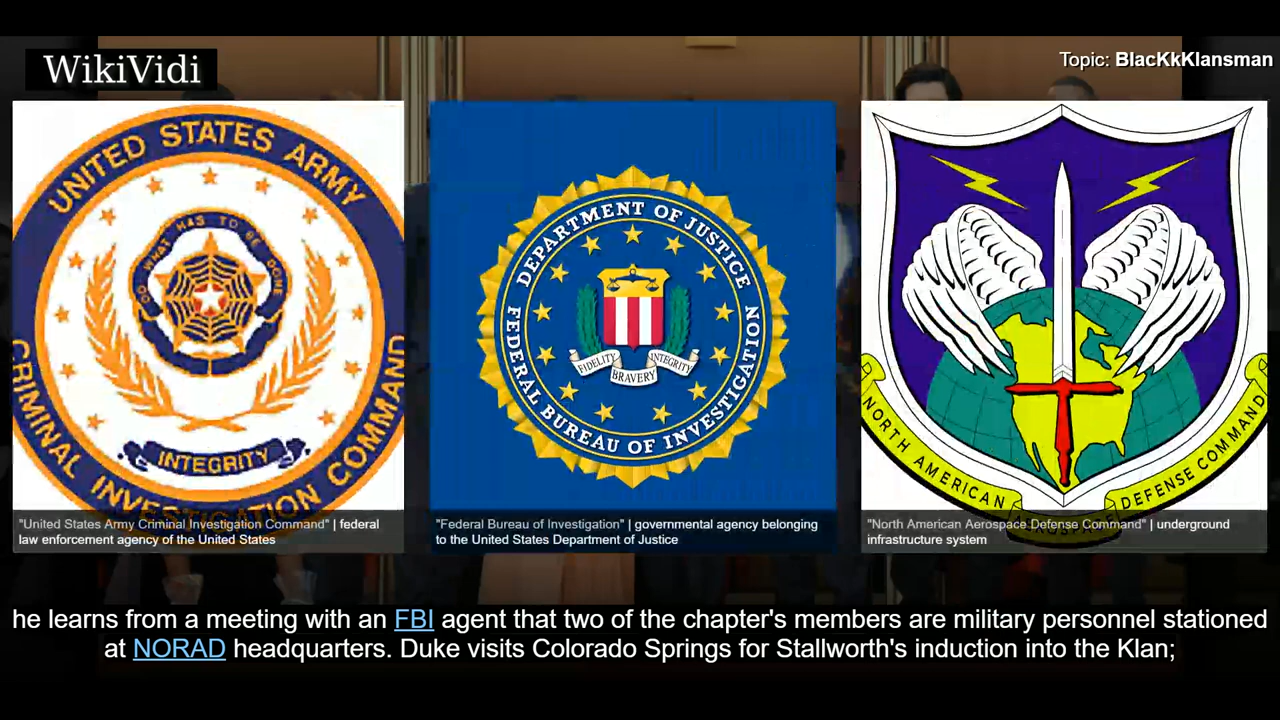 WikiVidi
Topic: BlacKkKlansman
UNITED STATES ARMY
CRIMINAL INVESTIGATION COMMAND
DO WHAT HAS TO BE DONE
INTEGRITY
"United States Army Criminal Investigation Command" | federal
law enforcement agency of the United States
DEPARTMENT OF JUSTICE
FEDERAL BUREAU OF INVESTIGATION
FIDELITY
BRAVERY
INTEGRITY
"Federal Bureau of Investigation" | governmental agency belonging
to the United States Department of Justice
NORTH AMERICAN
AEROSPACE
DEFENSE COMMAND
"North American Aerospace Defense Command" | underground
infrastructure system
he learns from a meeting with an FBI agent that two of the chapter's members are military personnel stationed
at NORAD headquarters. Duke visits Colorado Springs for Stallworth's induction into the Klan;